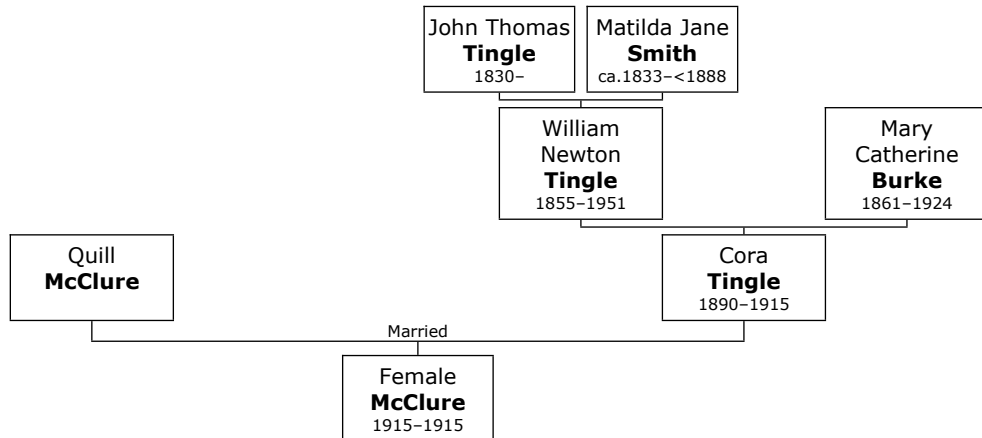 John Thomas
Tingle
1830–
Matilda Jane
Smith
ca.1833–<1888
William
Newton
Tingle
1855–1951
Mary
Catherine
Burke
1861–1924
Quill
McClure
Cora
Tingle
1890–1915
Married
Female
McClure
1915–1915